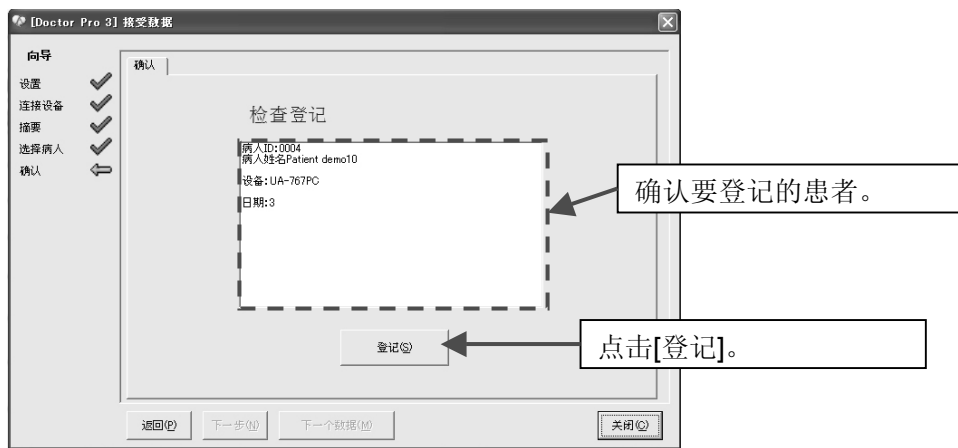 [Doctor Pro 3] 接受数据
向导
设置
连接设备
摘要
选择病人
确认
确认
检查登记
病人ID:0004
病人姓名Patient demo10
设备:UA-767PC
日期:3
登记(S)
确认要登记的患者。
点击[登记]。
返回(P)
下一步(N)
下一个数据(M)
关闭(C)